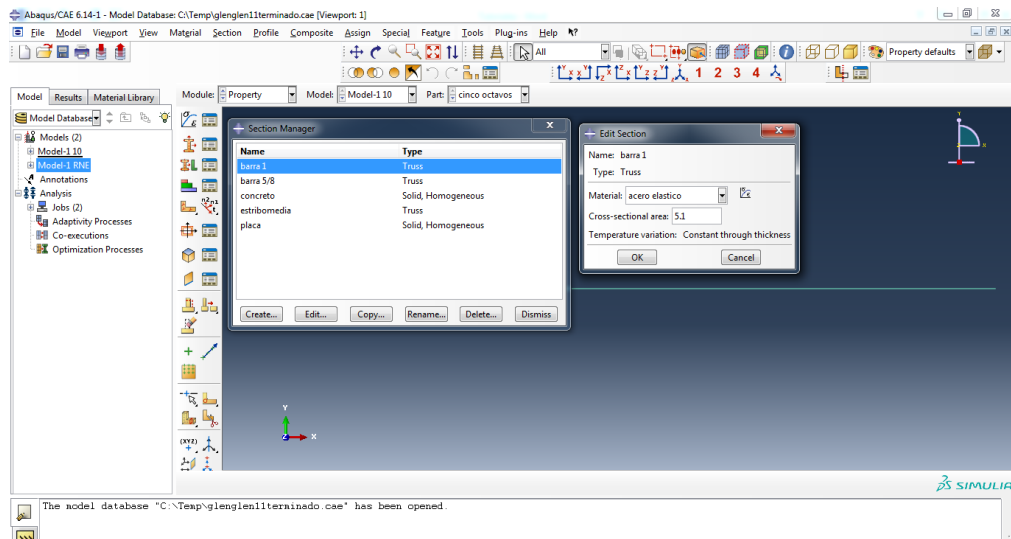 Abaqus/CAE 6.14-1 - Model Database: C:\Temp\glenglen11terminado.cae [Viewport: 1]
File Model Viewport View Material Section Profile Composite Assign Special Feature Tools Plug-ins Help
All
Property defaults
1 2 3 4
Model Results Material Library
Module: Property Model: Model-1 10 Part: cinco octavos
Model Database
Models (2)
Model-1 10
Model-1 RNE
Annotations
Analysis
Jobs (2)
Adaptivity Processes
Co-executions
Optimization Processes
Section Manager
Name Type
barra 1 Truss
barra 5/8 Truss
concreto Solid, Homogeneous
estribomedia Truss
placa Solid, Homogeneous
Create... Edit... Copy... Rename... Delete... Dismiss
Edit Section
Name: barra 1
Type: Truss
Material: acero elastico
Cross-sectional area: 5.1
Temperature variation: Constant through thickness
OK Cancel
Y
X
Z
SIMULIA
The model database "C:\Temp\glenglen11terminado.cae" has been opened.